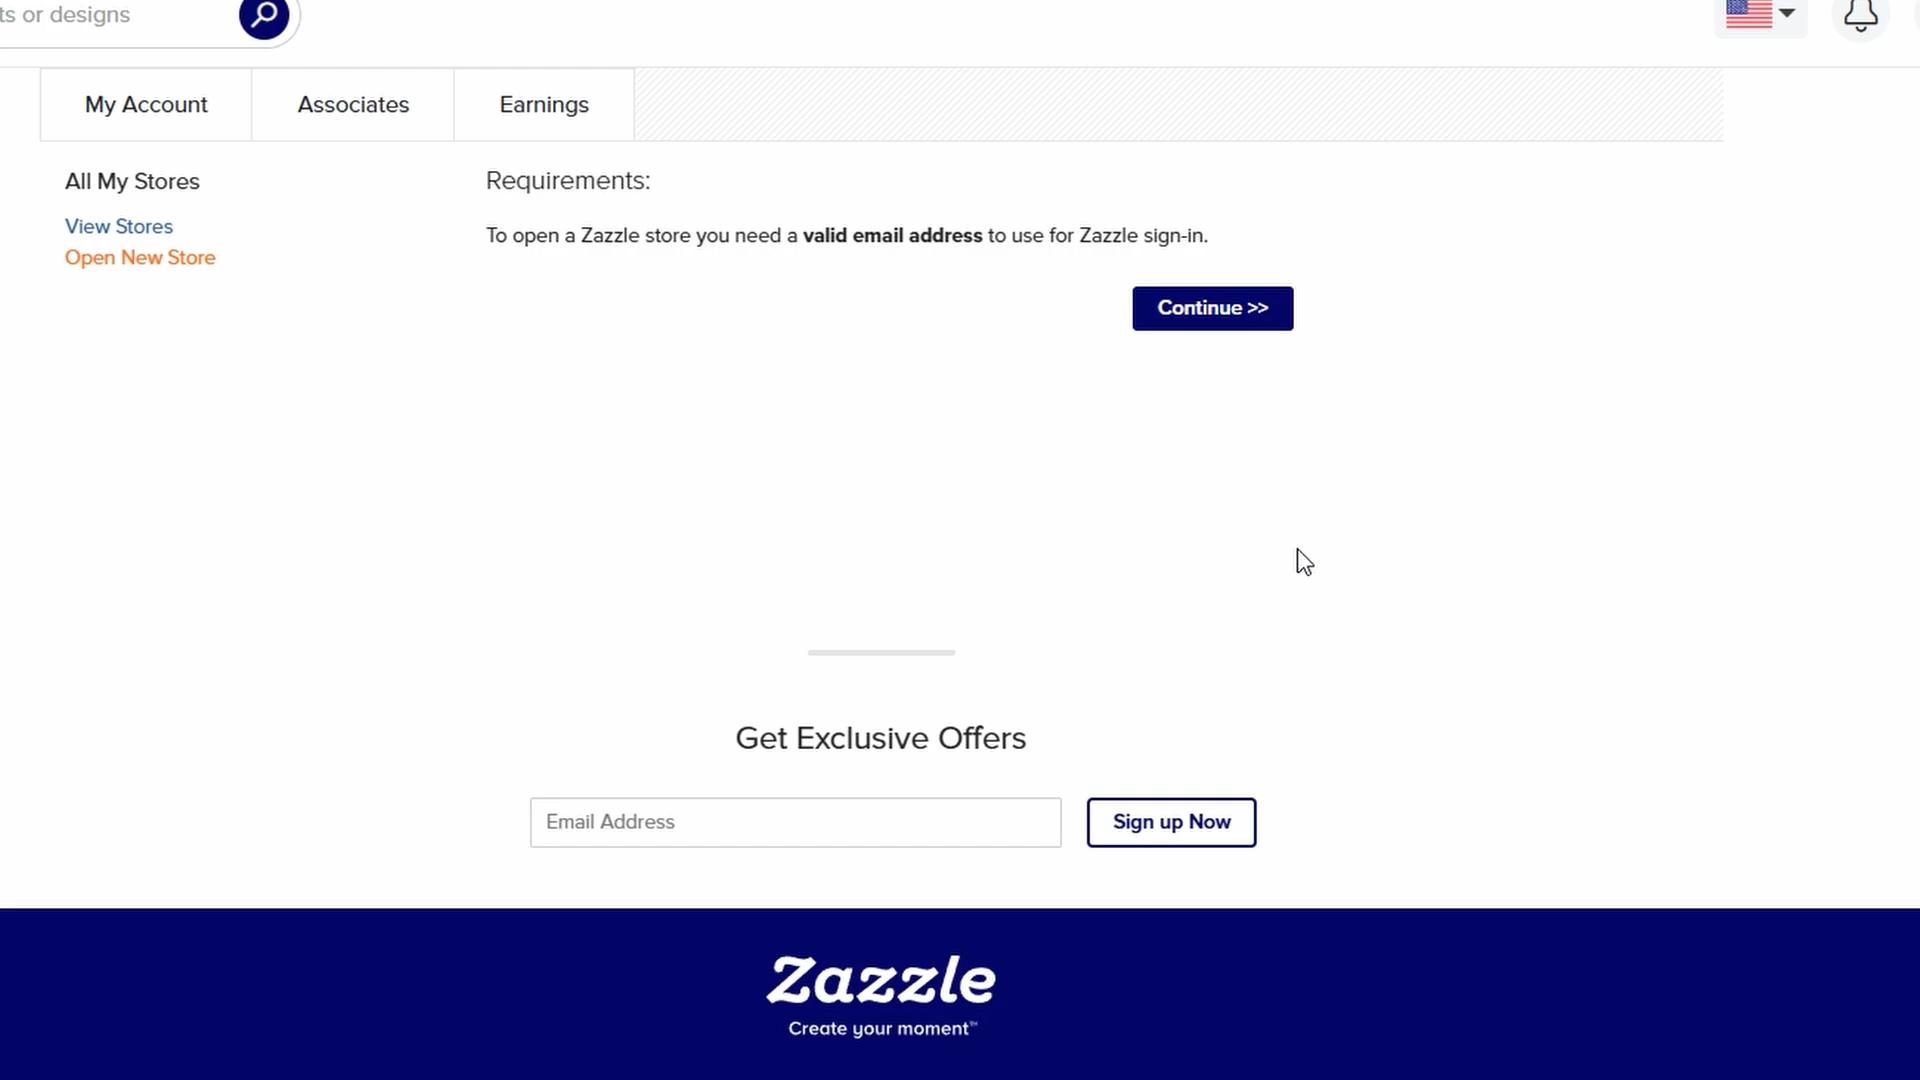 ts or designs
My Account
Associates
Earnings
All My Stores
View Stores
Open New Store
Requirements:
To open a Zazzle store you need a valid email address to use for Zazzle sign-in.
Continue >>
Get Exclusive Offers
Email Address
Sign up Now
Zazzle
Create your moment™